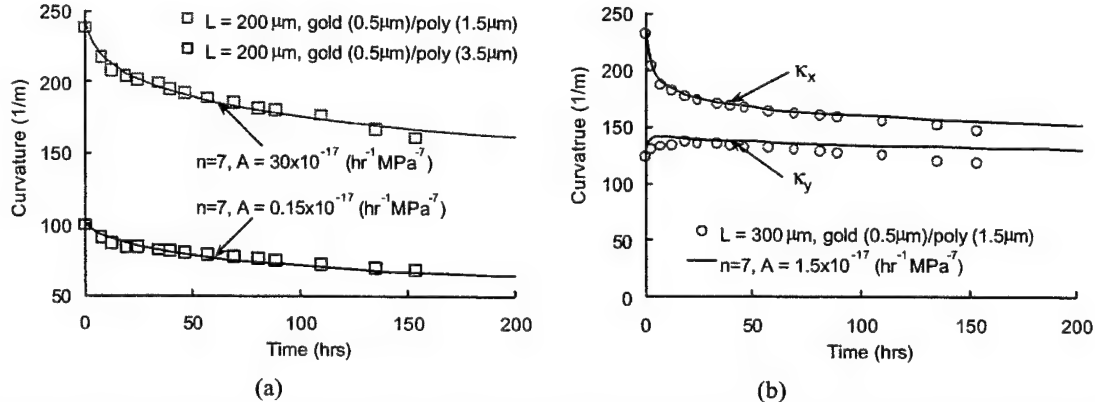 L = 200 μm, gold (0.5μm)/poly (1.5μm)
L = 200 μm, gold (0.5μm)/poly (3.5μm)
Curvature (1/m)
250
200
150
100
50
n=7, A = 30x10⁻¹⁷ (hr⁻¹MPa⁻⁷)
n=7, A = 0.15x10⁻¹⁷ (hr⁻¹MPa⁻⁷)
0
50
100
150
200
Time (hrs)
(a)
Curvatrue (1/m)
250
200
150
100
50
0
κx
κy
L = 300 μm, gold (0.5μm)/poly (1.5μm)
n=7, A = 1.5x10⁻¹⁷ (hr⁻¹MPa⁻⁷)
0
50
100
150
200
Time (hrs)
(b)